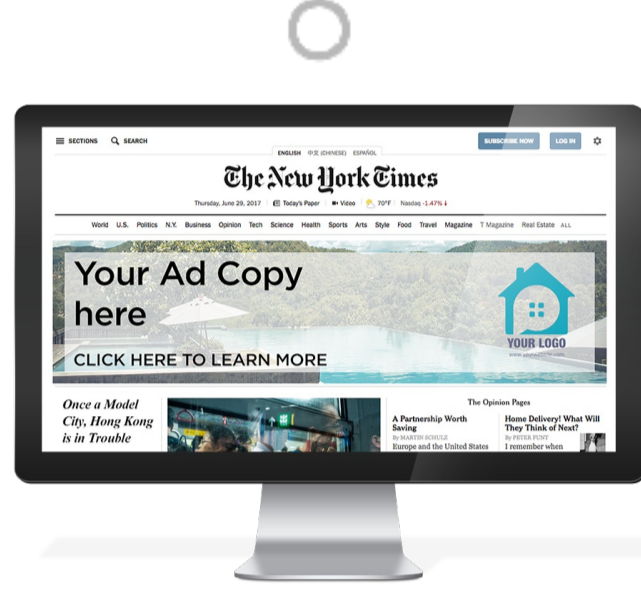 SECTIONS SEARCH SUBSCRIBE NOW LOG IN
ENGLISH 中文 (CHINESE) ESPAÑOL
The New York Times
Thursday, June 29, 2017 Today's Paper Video 70°F Nasdaq -1.47%
World U.S. Politics N.Y. Business Opinion Tech Science Health Sports Arts Style Food Travel Magazine T Magazine Real Estate ALL
Your Ad Copy
here
CLICK HERE TO LEARN MORE
YOUR LOGO
Once a Model
City, Hong Kong
is in Trouble
The Opinion Pages
A Partnership Worth
Saving
By MARTIN SCHULZ
Europe and the United States
Home Delivery! What Will
They Think of Next?
By PETER FUNT
I remember when